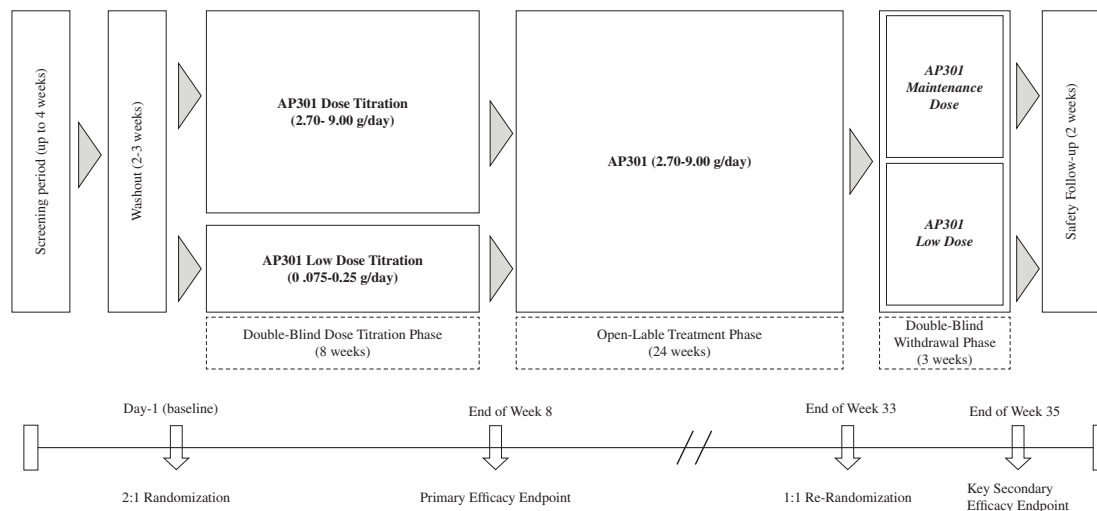 Screening period (up to 4 weeks)
Washout (2-3 weeks)
AP301 Dose Titration
(2.70- 9.00 g/day)
AP301 Low Dose Titration
(0 .075-0.25 g/day)
Double-Blind Dose Titration Phase
(8 weeks)
AP301 (2.70-9.00 g/day)
Open-Lable Treatment Phase
(24 weeks)
AP301
Maintenance
Dose
AP301
Low Dose
Double-Blind
Withdrawal Phase
(3 weeks)
Safety Follow-up (2 weeks)
Day-1 (baseline)
End of Week 8
End of Week 33
End of Week 35
2:1 Randomization
Primary Efficacy Endpoint
1:1 Re-Randomization
Key Secondary
Efficacy Endpoint